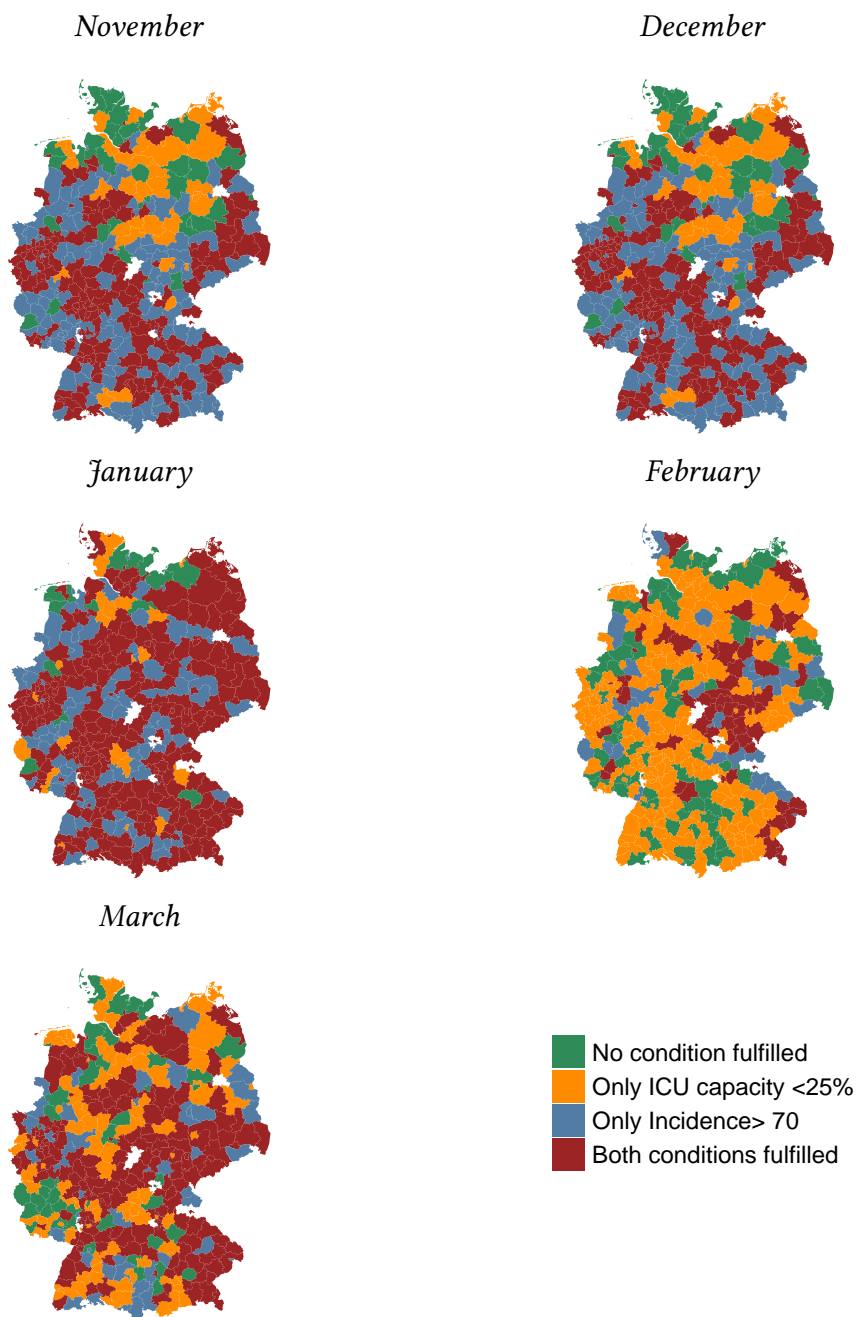 November
December
January
February
March
No condition fulfilled
Only ICU capacity <25%
Only Incidence> 70
Both conditions fulfilled